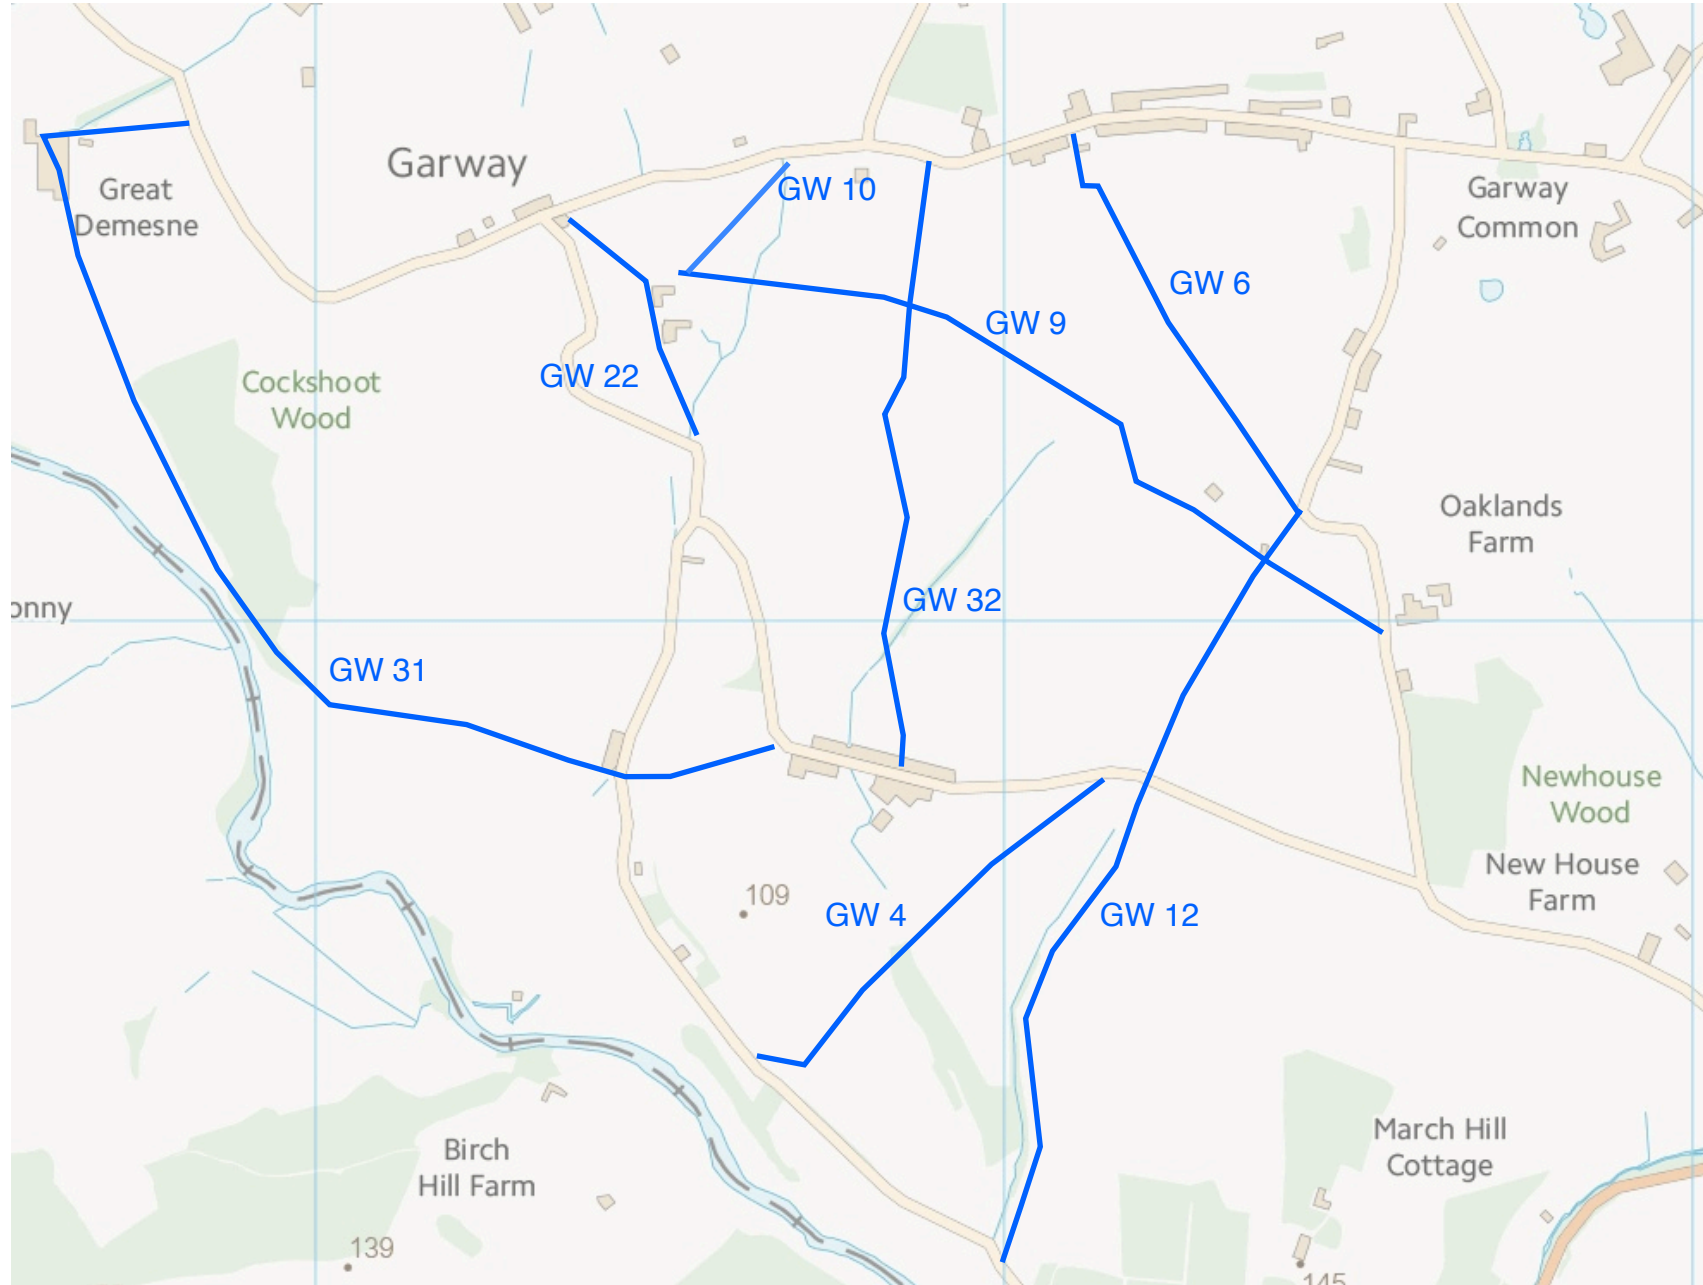 Garway
GW 10
Great
Demesne
Garway
Common
GW 6
GW 9
GW 22
Cockshoot
Wood
Oaklands
Farm
GW 32
onny
GW 31
Newhouse
Wood
New House
Farm
109
GW 4
GW 12
March Hill
Cottage
Birch
Hill Farm
139
145